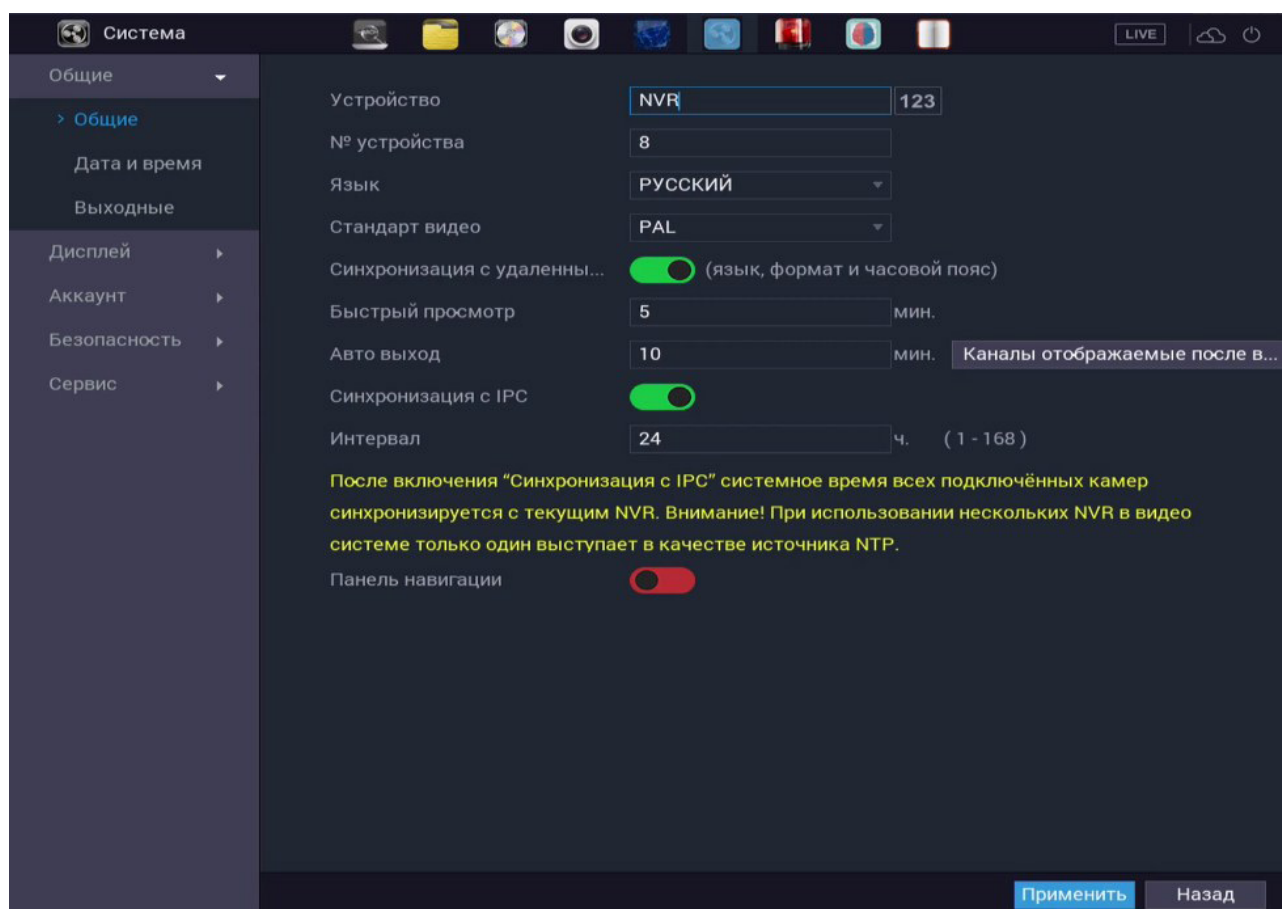 Система
LIVE
Общие
> Общие
Дата и время
Выходные
Дисплей
Аккаунт
Безопасность
Сервис
Устройство NVR 123
№ устройства 8
Язык РУССКИЙ
Стандарт видео PAL
Синхронизация с удаленны... (язык, формат и часовой пояс)
Быстрый просмотр 5 мин.
Авто выход 10 мин. Каналы отображаемые после в...
Синхронизация с IPC
Интервал 24 ч. ( 1 - 168 )
После включения “Синхронизация с IPC” системное время всех подключённых камер
синхронизируется с текущим NVR. Внимание! При использовании нескольких NVR в видео
системе только один выступает в качестве источника NTP.
Панель навигации
Применить Назад